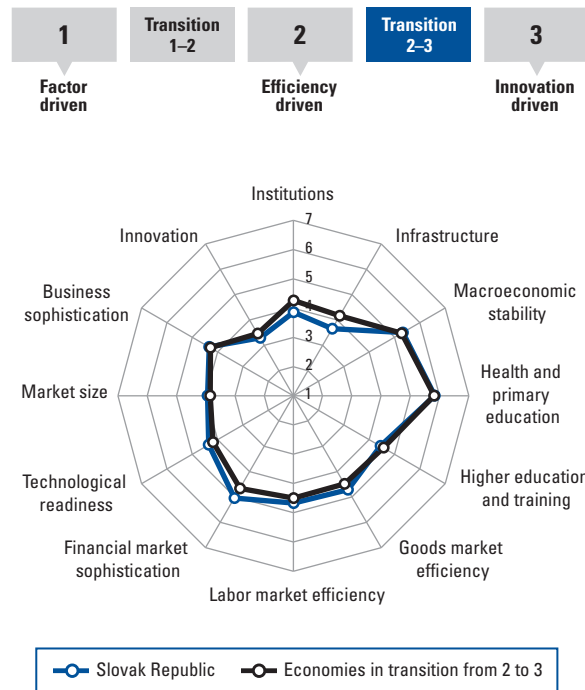 1
Transition
1–2
2
Transition
2–3
3
Factor
driven
Efficiency
driven
Innovation
driven
Institutions
7
6
5
4
3
2
1
Infrastructure
Macroeconomic
stability
Health and
primary
education
Higher education
and training
Goods market
efficiency
Labor market efficiency
Financial market
sophistication
Technological
readiness
Market size
Business
sophistication
Innovation
Slovak Republic
Economies in transition from 2 to 3